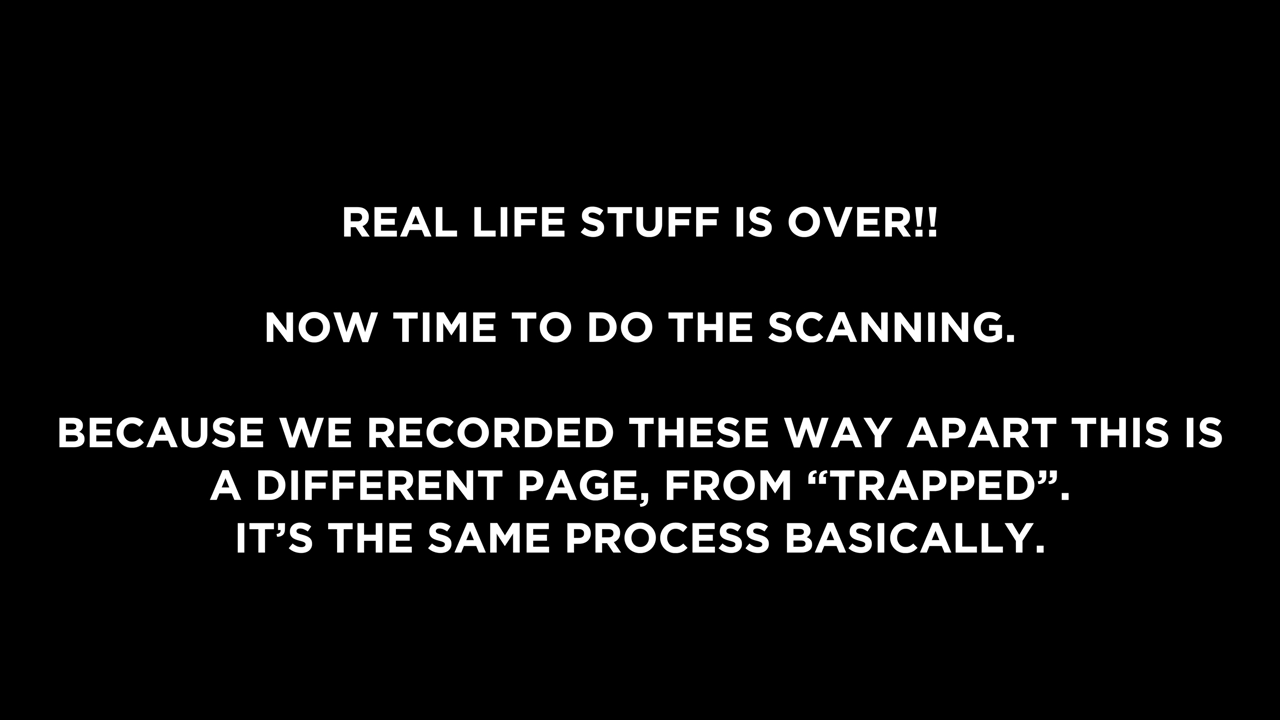 REAL LIFE STUFF IS OVER!!
NOW TIME TO DO THE SCANNING.
BECAUSE WE RECORDED THESE WAY APART THIS IS
A DIFFERENT PAGE, FROM “TRAPPED”.
IT’S THE SAME PROCESS BASICALLY.